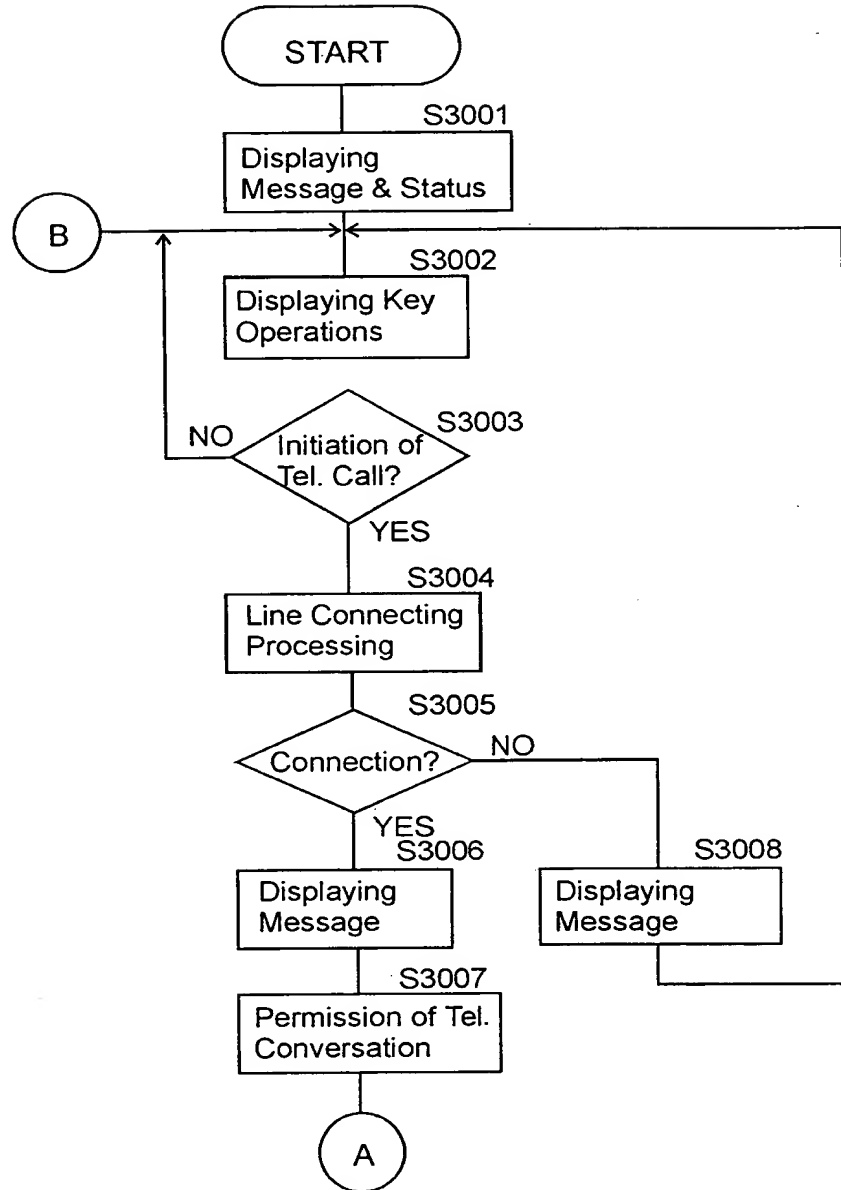 START
S3001
Displaying
Message & Status
B
S3002
Displaying Key
Operations
S3003
NO
Initiation of
Tel. Call?
YES
S3004
Line Connecting
Processing
S3005
Connection?
NO
YES
S3006
Displaying
Message
S3008
Displaying
Message
S3007
Permission of Tel.
Conversation
A